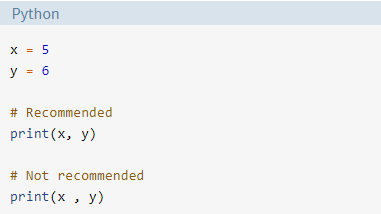 Python
x = 5
y = 6
# Recommended
print(x, y)
# Not recommended
print(x , y)